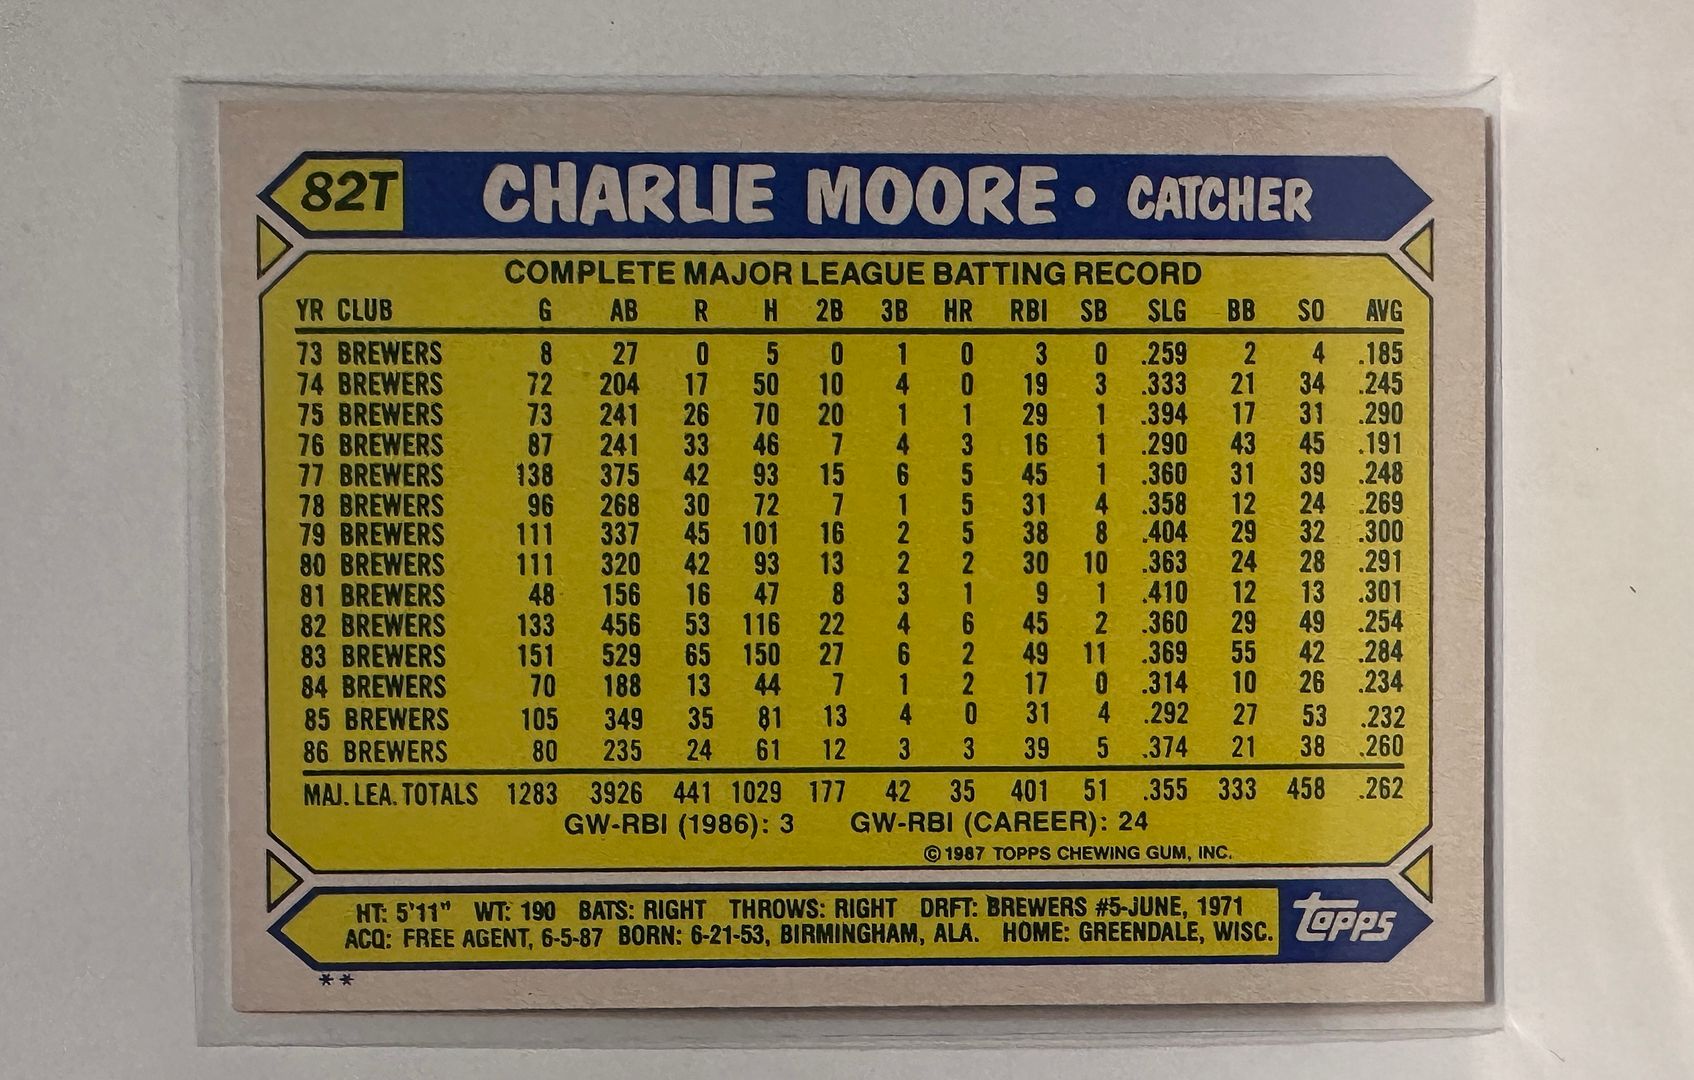 82T CHARLIE MOORE • CATCHER
COMPLETE MAJOR LEAGUE BATTING RECORD
YR CLUB G AB R H 2B 3B HR RBI SB SLG BB SO AVG
73 BREWERS 8 27 0 5 0 1 0 3 0 .259 2 4 .185
74 BREWERS 72 204 17 50 10 4 0 19 3 .333 21 34 .245
75 BREWERS 73 241 26 70 20 1 1 29 1 .394 17 31 .290
76 BREWERS 87 241 33 46 7 4 3 16 1 .290 43 45 .191
77 BREWERS 138 375 42 93 15 6 5 45 1 .360 31 39 .248
78 BREWERS 96 268 30 72 7 1 5 31 4 .358 12 24 .269
79 BREWERS 111 337 45 101 16 2 5 38 8 .404 29 32 .300
80 BREWERS 111 320 42 93 13 2 2 30 10 .363 24 28 .291
81 BREWERS 48 156 16 47 8 3 1 9 1 .410 12 13 .301
82 BREWERS 133 456 53 116 22 4 6 45 2 .360 29 49 .254
83 BREWERS 151 529 65 150 27 6 2 49 11 .369 55 42 .284
84 BREWERS 70 188 13 44 7 1 2 17 0 .314 10 26 .234
85 BREWERS 105 349 35 81 13 4 0 31 4 .292 27 53 .232
86 BREWERS 80 235 24 61 12 3 3 39 5 .374 21 38 .260
MAJ. LEA. TOTALS 1283 3926 441 1029 177 42 35 401 51 .355 333 458 .262
GW-RBI (1986): 3 GW-RBI (CAREER): 24
© 1987 TOPPS CHEWING GUM, INC.
HT: 5'11" WT: 190 BATS: RIGHT THROWS: RIGHT DRFT: BREWERS #5-JUNE, 1971
ACQ: FREE AGENT, 6-5-87 BORN: 6-21-53, BIRMINGHAM, ALA. HOME: GREENDALE, WISC.
topps
**